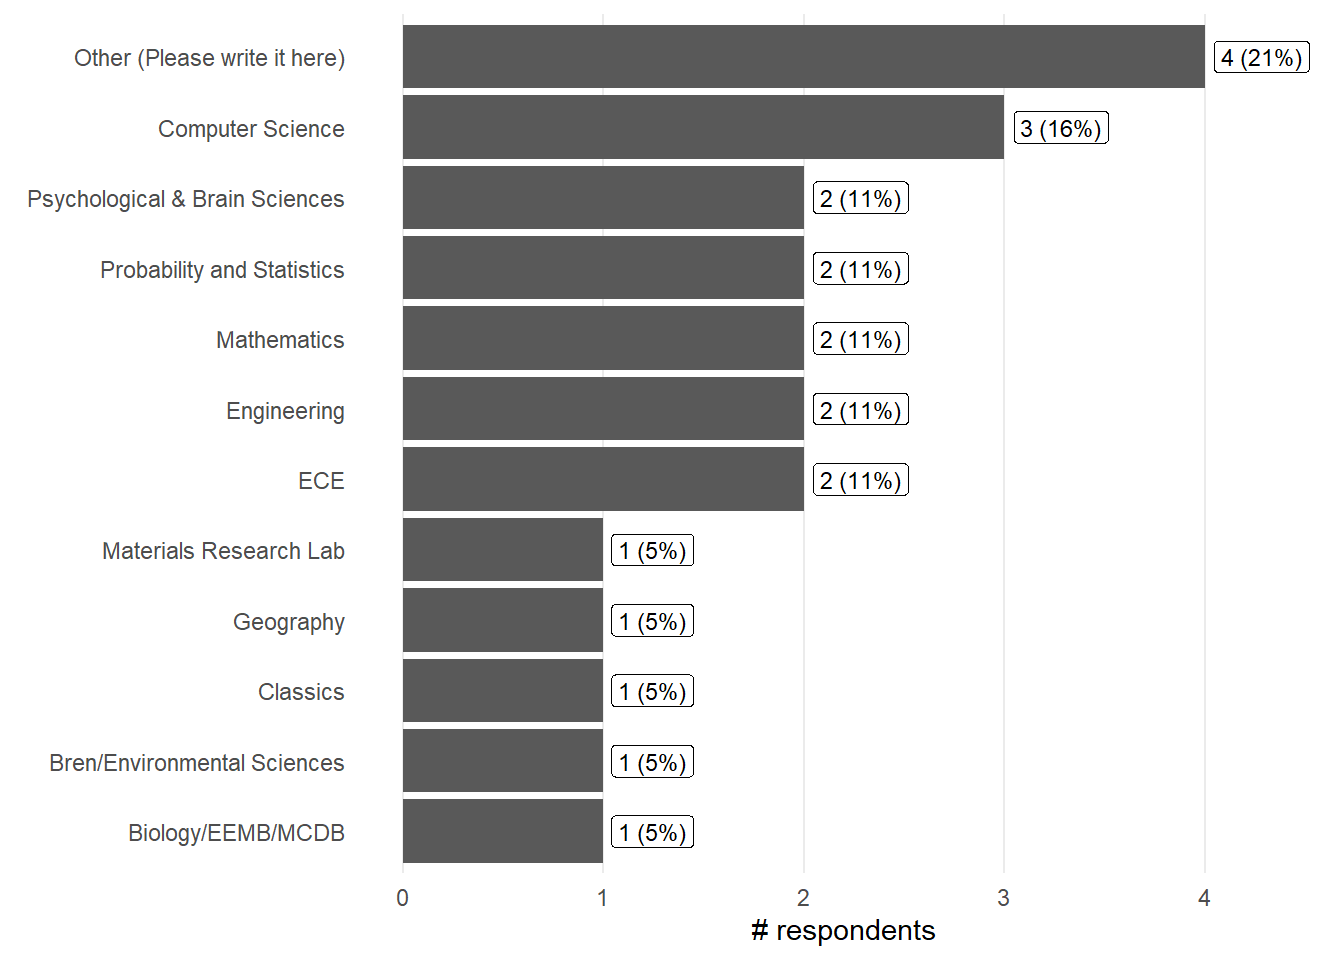 Other (Please write it here) 4 (21%)
Computer Science 3 (16%)
Psychological & Brain Sciences 2 (11%)
Probability and Statistics 2 (11%)
Mathematics 2 (11%)
Engineering 2 (11%)
ECE 2 (11%)
Materials Research Lab 1 (5%)
Geography 1 (5%)
Classics 1 (5%)
Bren/Environmental Sciences 1 (5%)
Biology/EEMB/MCDB 1 (5%)
0 1 2 3 4
# respondents